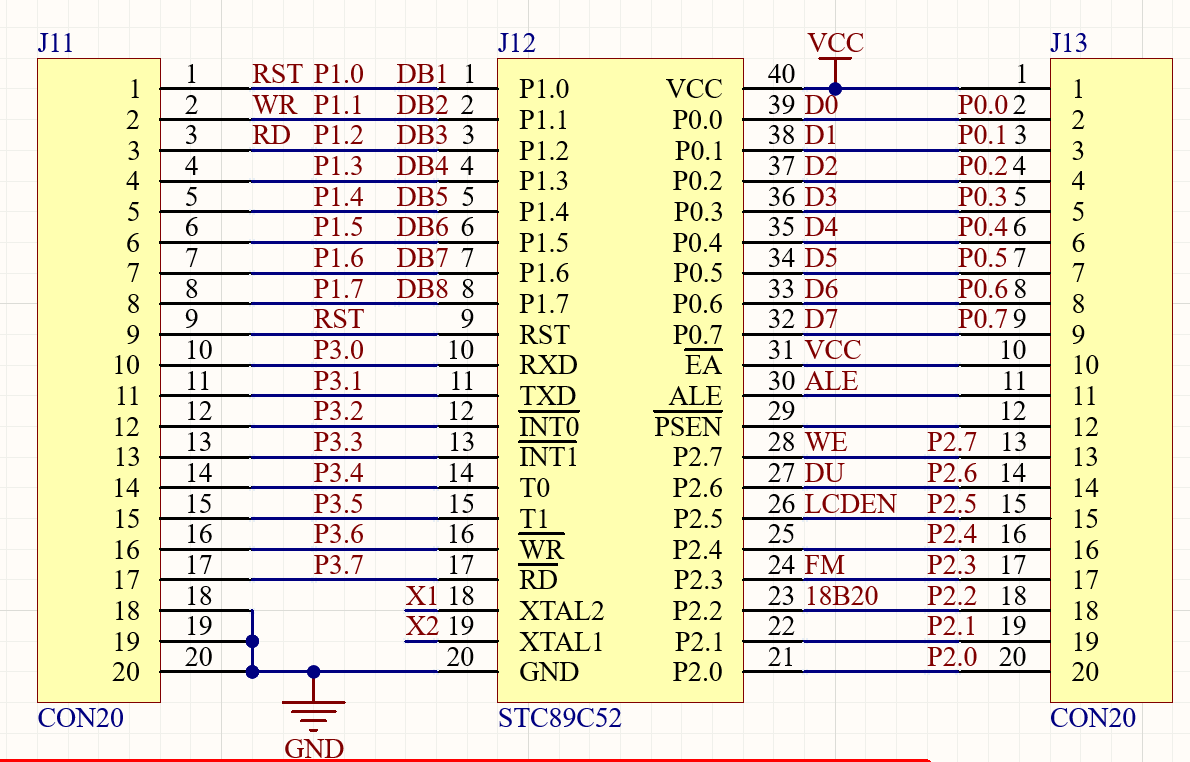 J11 J12 VCC J13
1 1 RST P1.0 DB1 1 P1.0 VCC 40 1 1
2 2 WR P1.1 DB2 2 P1.1 P0.0 39 D0 P0.0 2 2
3 3 RD P1.2 DB3 3 P1.2 P0.1 38 D1 P0.1 3 3
4 4 P1.3 DB4 4 P1.3 P0.2 37 D2 P0.2 4 4
5 5 P1.4 DB5 5 P1.4 P0.3 36 D3 P0.3 5 5
6 6 P1.5 DB6 6 P1.5 P0.4 35 D4 P0.4 6 6
7 7 P1.6 DB7 7 P1.6 P0.5 34 D5 P0.5 7 7
8 8 P1.7 DB8 8 P1.7 P0.6 33 D6 P0.6 8 8
9 9 RST 9 RST P0.7 32 D7 P0.7 9 9
10 10 P3.0 10 RXD EA 31 VCC 10 10
11 11 P3.1 11 TXD ALE 30 ALE 11 11
12 12 P3.2 12 INT0 PSEN 29 12 12
13 13 P3.3 13 INT1 P2.7 28 WE P2.7 13 13
14 14 P3.4 14 T0 P2.6 27 DU P2.6 14 14
15 15 P3.5 15 T1 P2.5 26 LCDEN P2.5 15 15
16 16 P3.6 16 WR P2.4 25 P2.4 16 16
17 17 P3.7 17 RD P2.3 24 FM P2.3 17 17
18 18 X1 18 XTAL2 P2.2 23 18B20 P2.2 18 18
19 19 X2 19 XTAL1 P2.1 22 P2.1 19 19
20 20 20 GND P2.0 21 P2.0 20 20
CON20 STC89C52 CON20
GND